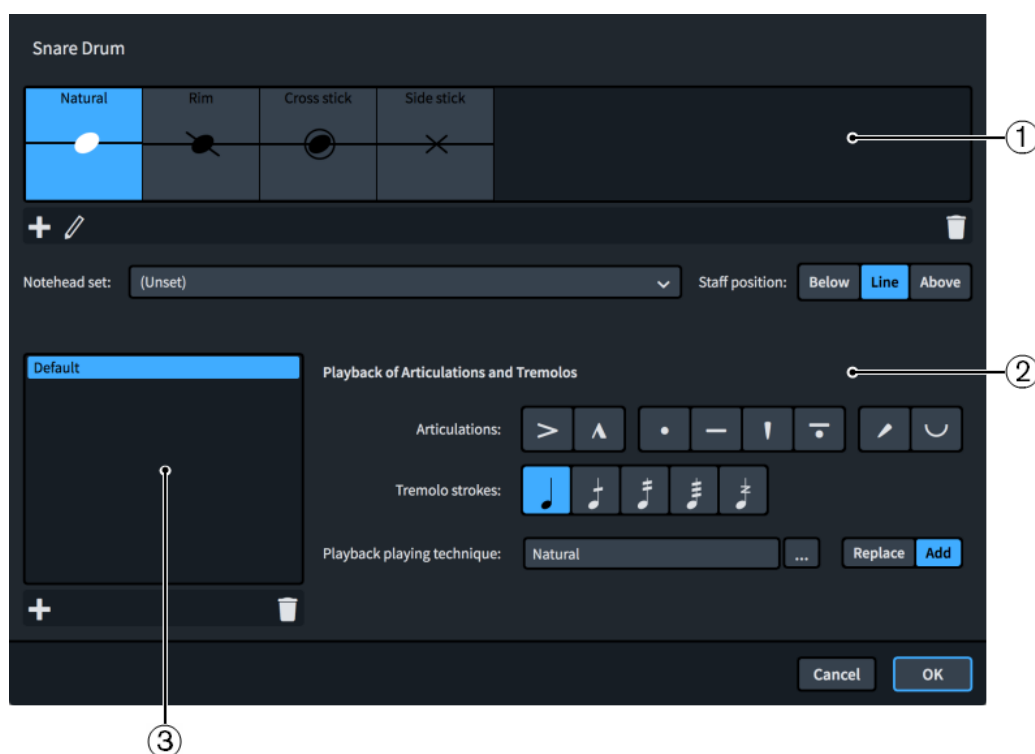 Snare Drum
Natural Rim Cross stick Side stick
1
Notehead set: (Unset) Staff position: Below Line Above
Default
Playback of Articulations and Tremolos
2
Articulations:
Tremolo strokes:
Playback playing technique: Natural ... Replace Add
Cancel OK
3